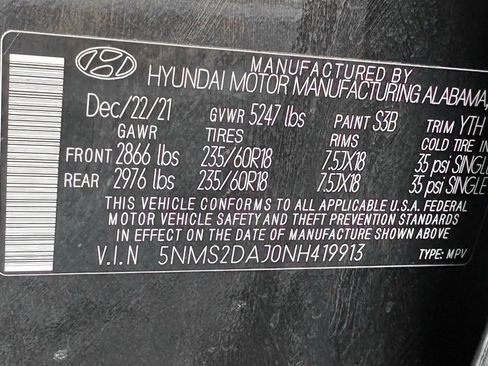 MANUFACTURED BY
HYUNDAI MOTOR MANUFACTURING ALABAMA,
Dec/22/21 GVWR 5247 lbs PAINT S3B TRIM YTH
GAWR TIRES RIMS COLD TIRE IN
FRONT 2866 lbs 235/60R18 7.5JX18 35 psi SINGLE
REAR 2976 lbs 235/60R18 7.5JX18 35 psi SINGLE
THIS VEHICLE CONFORMS TO ALL APPLICABLE U.S.A. FEDERAL
MOTOR VEHICLE SAFETY AND THEFT PREVENTION STANDARDS
IN EFFECT ON THE DATE OF MANUFACTURE SHOWN ABOVE
V.I.N 5NMS2DAJ0NH419913 TYPE: MPV